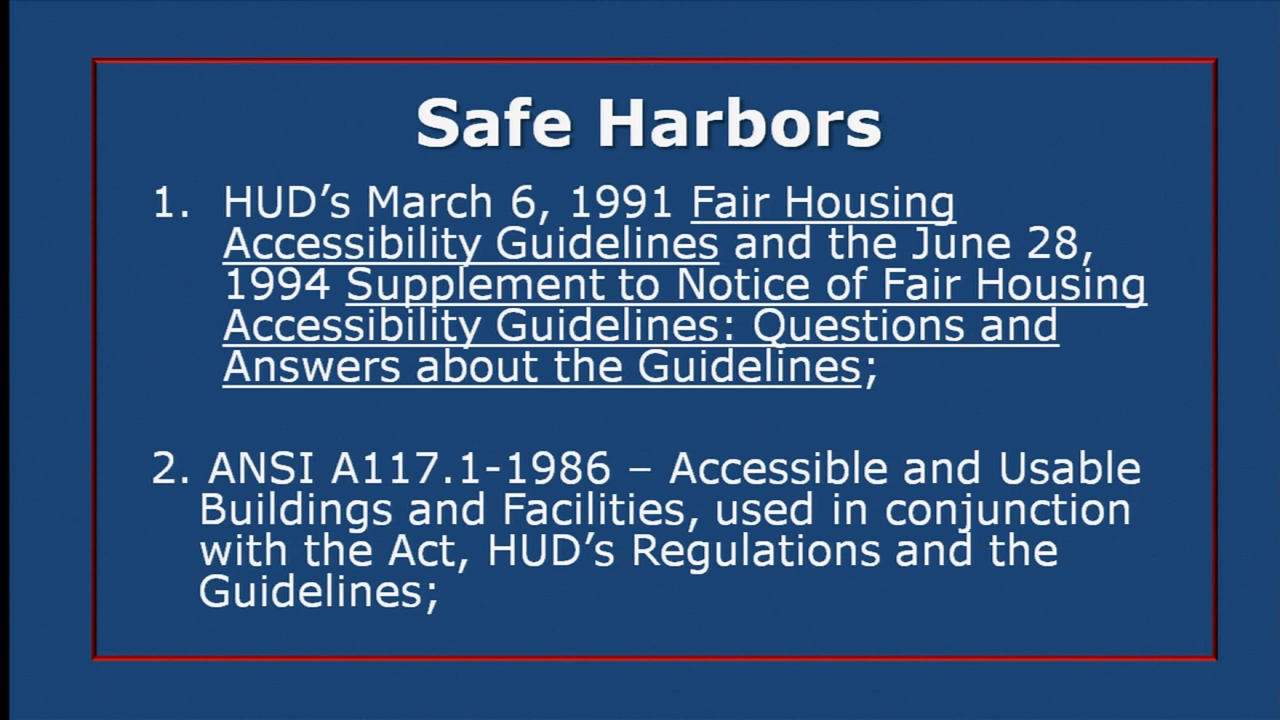 Safe Harbors
1. HUD’s March 6, 1991 Fair Housing
Accessibility Guidelines and the June 28,
1994 Supplement to Notice of Fair Housing
Accessibility Guidelines: Questions and
Answers about the Guidelines;
2. ANSI A117.1-1986 – Accessible and Usable
Buildings and Facilities, used in conjunction
with the Act, HUD’s Regulations and the
Guidelines;